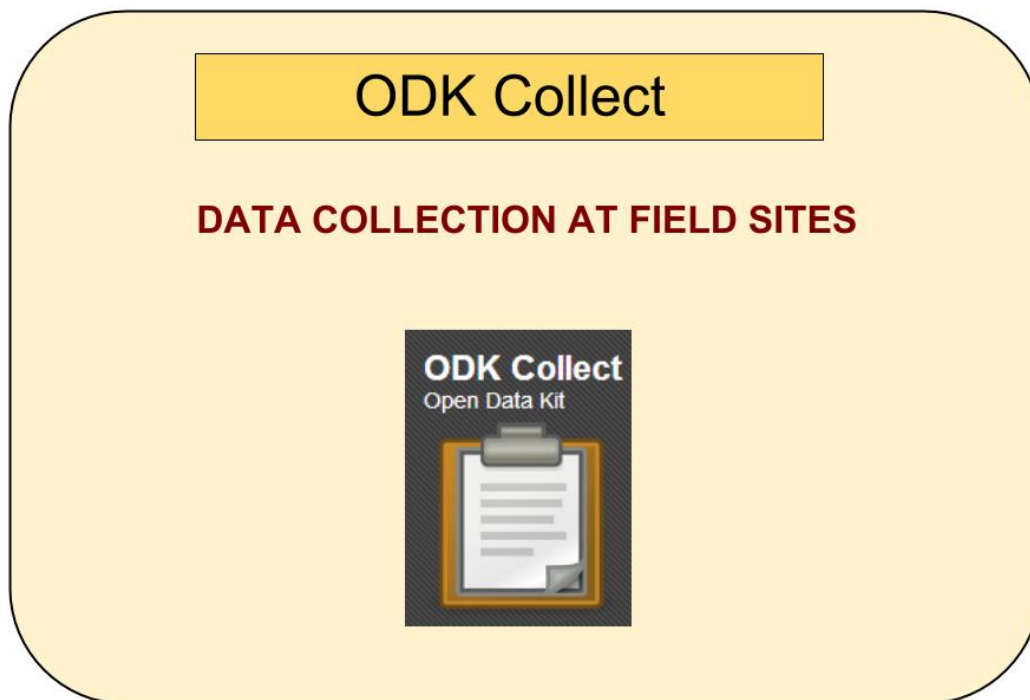 ODK Collect
DATA COLLECTION AT FIELD SITES
ODK Collect
Open Data Kit